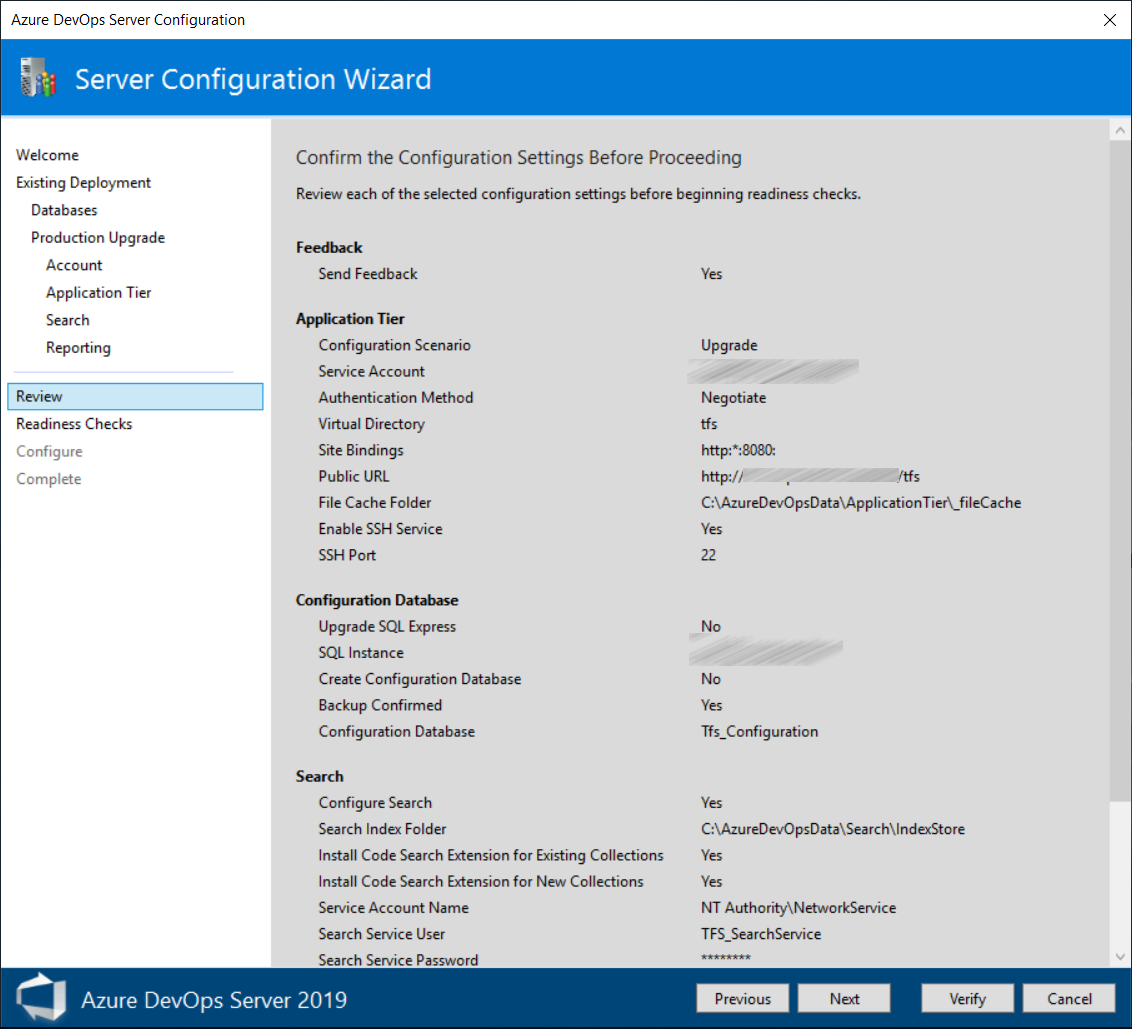 Azure DevOps Server Configuration
Server Configuration Wizard
Welcome
Existing Deployment
Databases
Production Upgrade
Account
Application Tier
Search
Reporting
Review
Readiness Checks
Configure
Complete
Confirm the Configuration Settings Before Proceeding
Review each of the selected configuration settings before beginning readiness checks.
Feedback
Send Feedback Yes
Application Tier
Configuration Scenario Upgrade
Service Account
Authentication Method Negotiate
Virtual Directory tfs
Site Bindings http:*:8080:
Public URL http:// /tfs
File Cache Folder C:\AzureDevOpsData\ApplicationTier\_fileCache
Enable SSH Service Yes
SSH Port 22
Configuration Database
Upgrade SQL Express No
SQL Instance
Create Configuration Database No
Backup Confirmed Yes
Configuration Database Tfs_Configuration
Search
Configure Search Yes
Search Index Folder C:\AzureDevOpsData\Search\IndexStore
Install Code Search Extension for Existing Collections Yes
Install Code Search Extension for New Collections Yes
Service Account Name NT Authority\NetworkService
Search Service User TFS_SearchService
Search Service Password ********
Azure DevOps Server 2019
Previous Next Verify Cancel